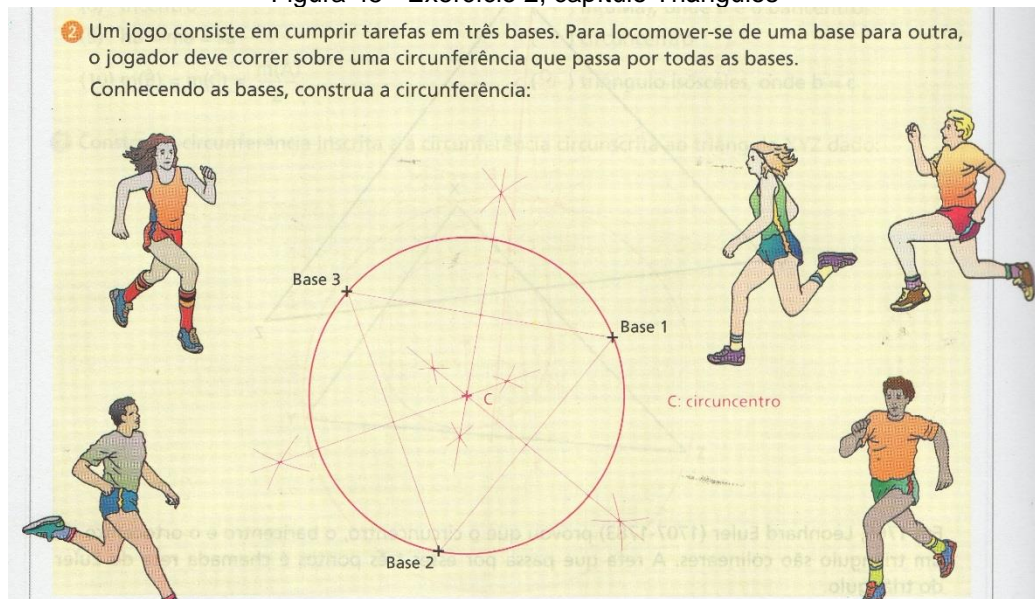 Figura 48 - Exercício 2, capítulo Triângulos
2 Um jogo consiste em cumprir tarefas em três bases. Para locomover-se de uma base para outra,
o jogador deve correr sobre uma circunferência que passa por todas as bases.
Conhecendo as bases, construa a circunferência:
Base 3
Base 1
C
C: circuncentro
Base 2